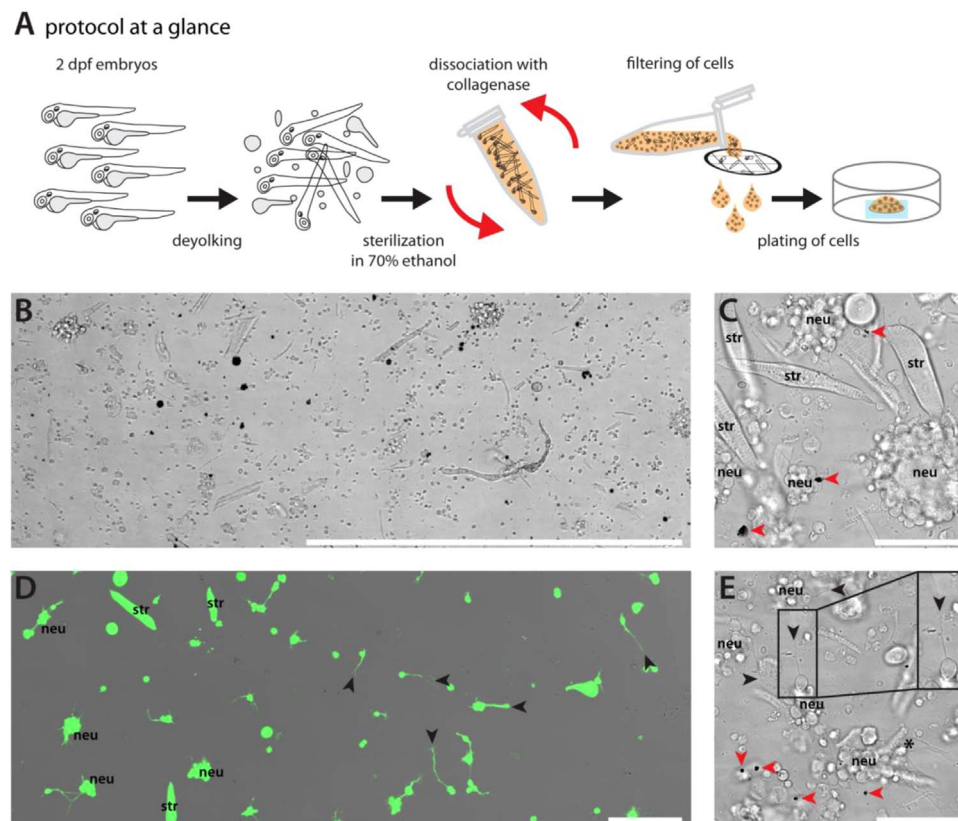 A protocol at a glance
2 dpf embryos
dissociation with
collagenase
filtering of cells
deyolking
sterilization
in 70% ethanol
plating of cells
B
C
neu
str
str
str
neu
neu
neu
D
str
str
neu
neu
neu
neu
str
E
neu
neu
neu
neu
*